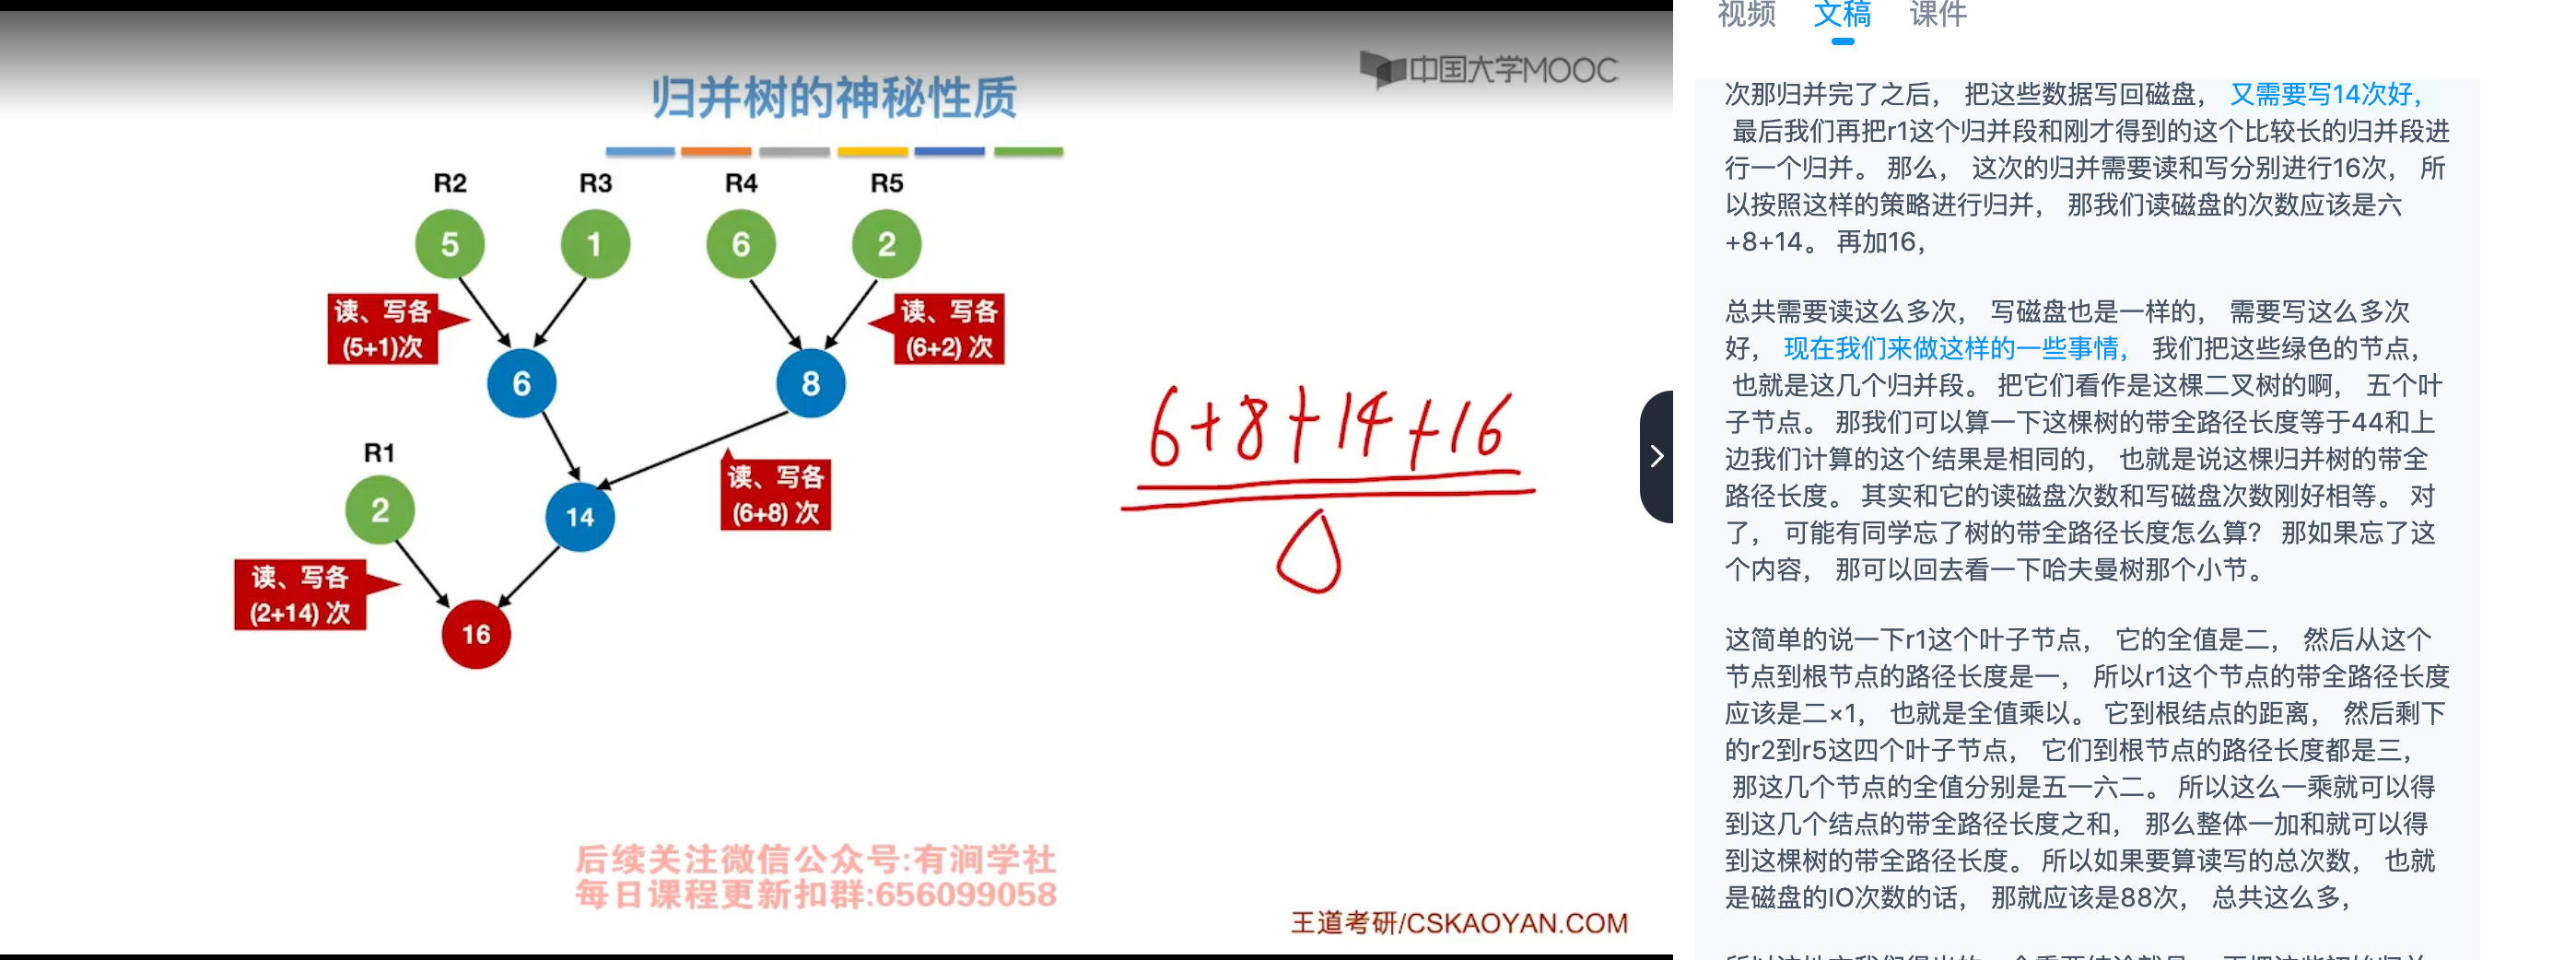 中国大学MOOC
归并树的神秘性质
R2 R3 R4 R5
5 1 6 2
读、写各
(5+1)次
读、写各
(6+2) 次
6 8
6+8+14+16
读、写各
(6+8) 次
R1
2 14
读、写各
(2+14) 次
16
后续关注微信公众号:有涧学社
每日课程更新扣群:656099058
王道考研/CSKAOYAN.COM
视频 文稿 课件
次那归并完了之后， 把这些数据写回磁盘， 又需要写14次好，
最后我们再把r1这个归并段和刚才得到的这个比较长的归并段进
行一个归并。 那么， 这次的归并需要读和写分别进行16次， 所
以按照这样的策略进行归并， 那我们读磁盘的次数应该是六
+8+14。 再加16，
总共需要读这么多次， 写磁盘也是一样的， 需要写这么多次
好， 现在我们来做这样的一些事情， 我们把这些绿色的节点，
也就是这几个归并段。 把它们看作是这棵二叉树的啊， 五个叶
子节点。 那我们可以算一下这棵树的带全路径长度等于44和上
边我们计算的这个结果是相同的， 也就是说这棵归并树的带全
路径长度。 其实和它的读磁盘次数和写磁盘次数刚好相等。 对
了， 可能有同学忘了树的带全路径长度怎么算？ 那如果忘了这
个内容， 那可以回去看一下哈夫曼树那个小节。
这简单的说一下r1这个叶子节点， 它的全值是二， 然后从这个
节点到根节点的路径长度是一， 所以r1这个节点的带全路径长度
应该是二×1， 也就是全值乘以。 它到根结点的距离， 然后剩下
的r2到r5这四个叶子节点， 它们到根节点的路径长度都是三，
那这几个节点的全值分别是五一六二。 所以这么一乘就可以得
到这几个结点的带全路径长度之和， 那么整体一加和就可以得
到这棵树的带全路径长度。 所以如果要算读写的总次数， 也就
是磁盘的IO次数的话， 那就应该是88次， 总共这么多，